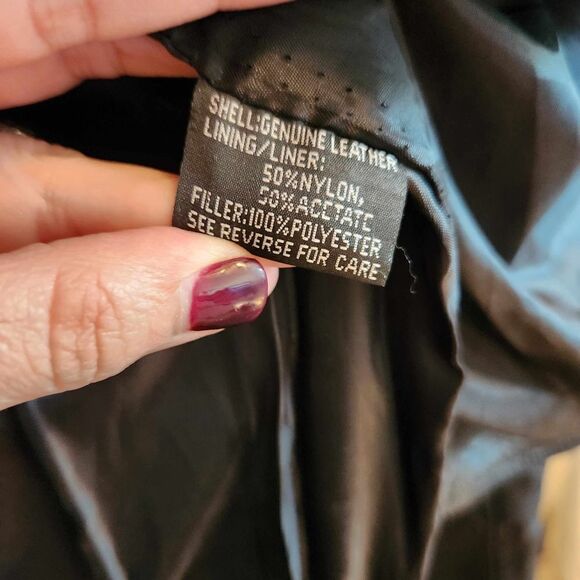 SHELL:GENUINE LEATHER
LINING/LINER:
50%NYLON,
50%ACETATE
FILLER:100%POLYESTER
SEE REVERSE FOR CARE